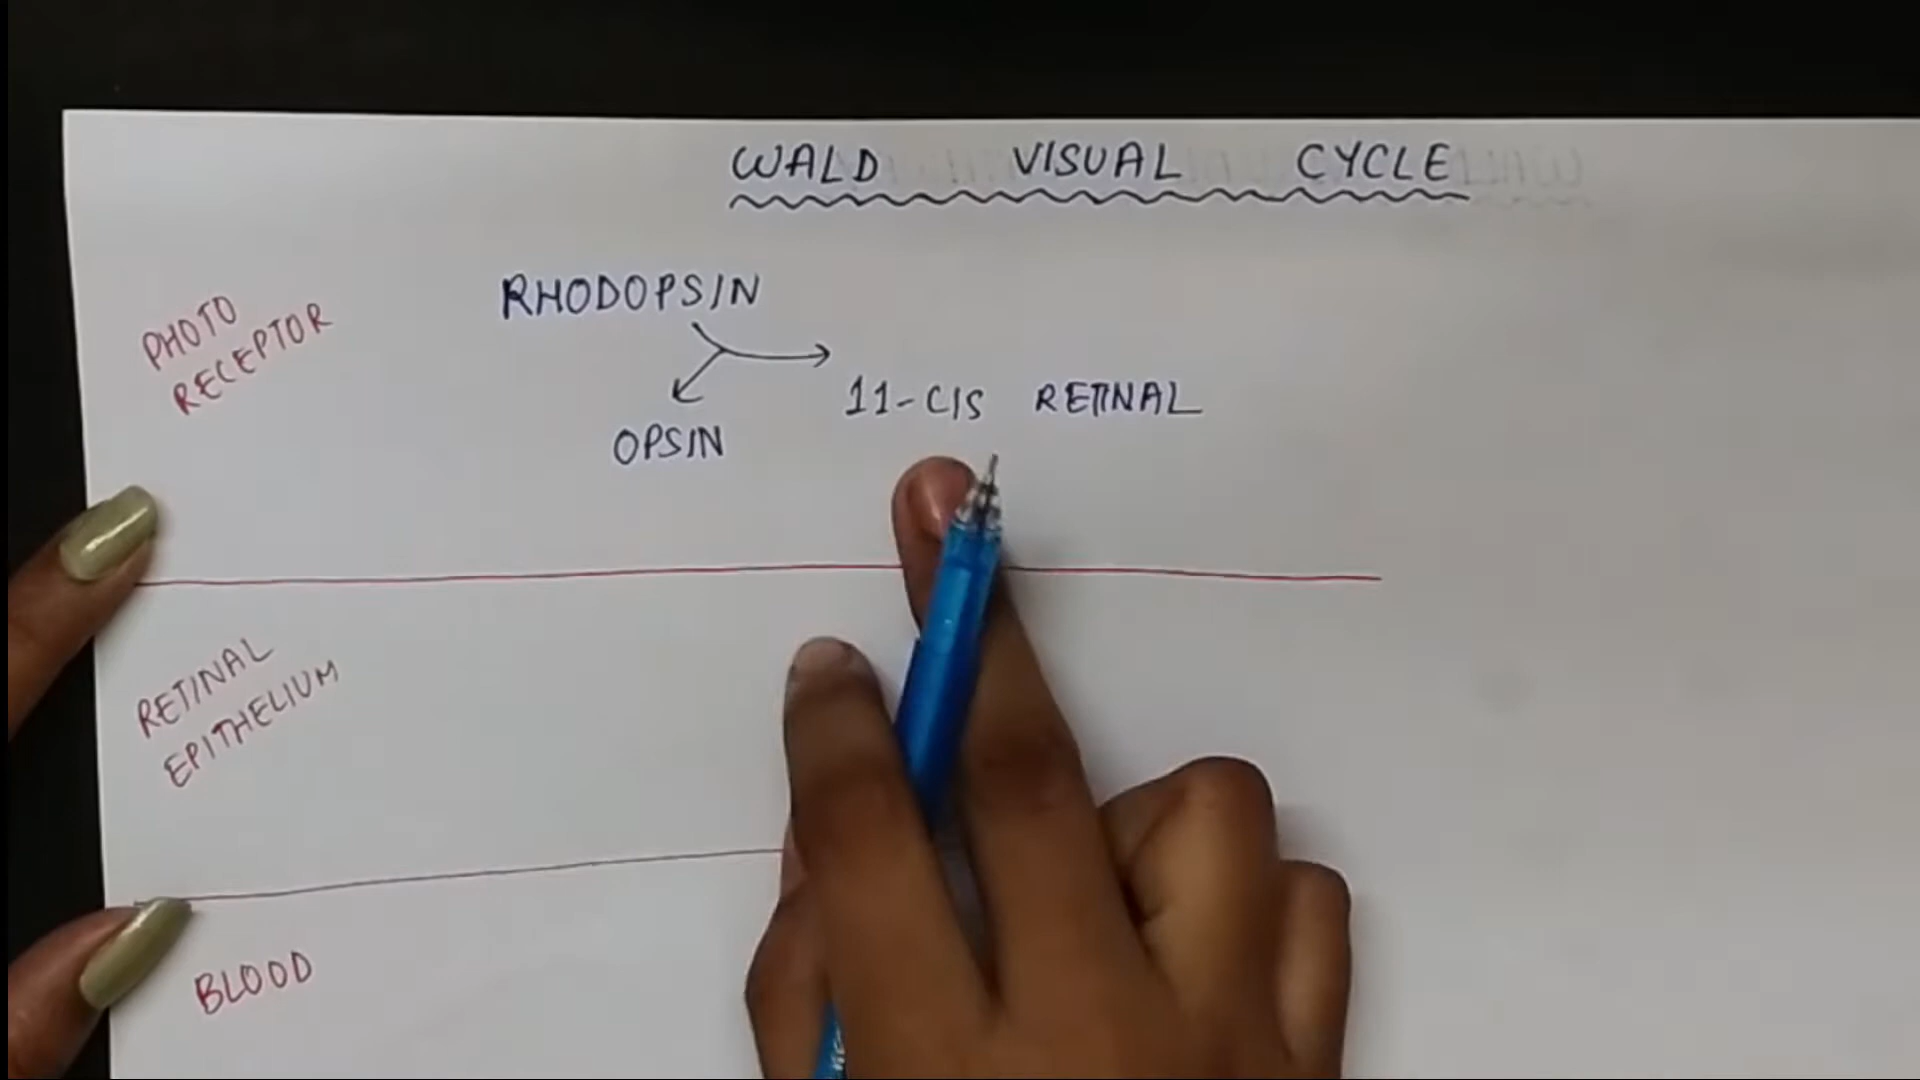 WALD VISUAL CYCLE
PHOTO
RECEPTOR
RHODOPSIN
OPSIN
11-CIS RETINAL
RETINAL
EPITHELIUM
BLOOD